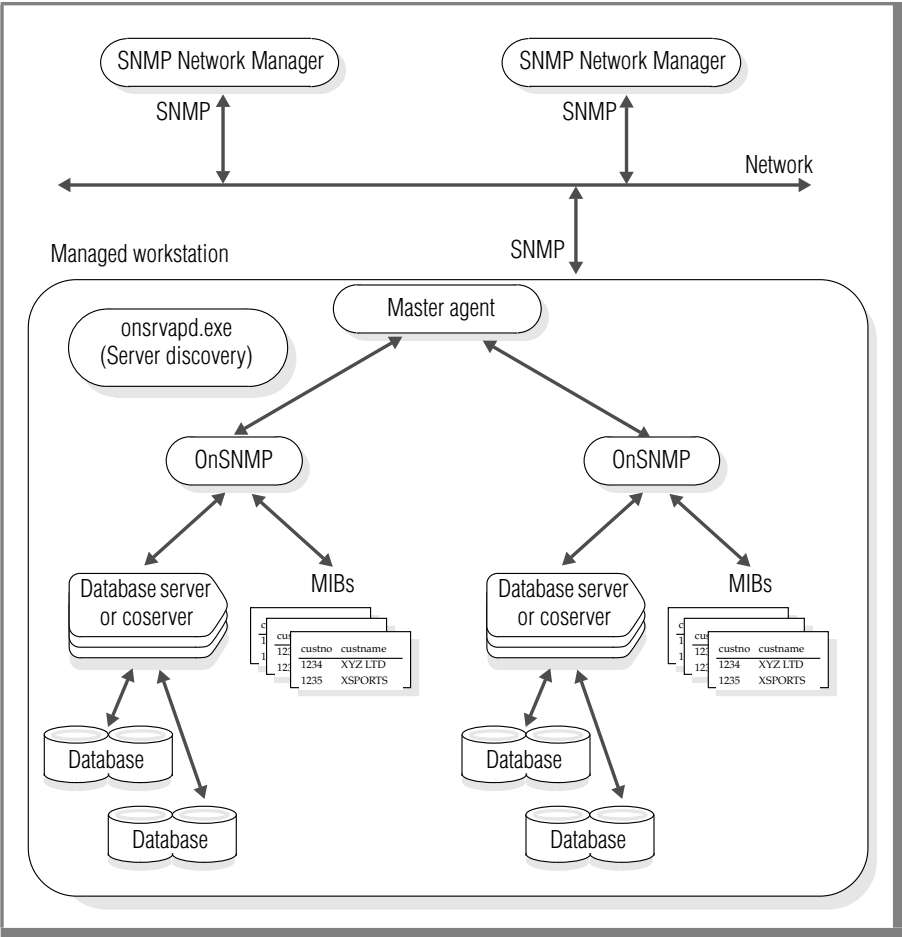 SNMP Network Manager
SNMP Network Manager
SNMP
SNMP
Network
SNMP
Managed workstation
Master agent
onsrvapd.exe
(Server discovery)
OnSNMP
OnSNMP
Database server
or coserver
MIBs
custno custname
1234 XYZ LTD
1235 XSPORTS
Database server
or coserver
MIBs
custno custname
1234 XYZ LTD
1235 XSPORTS
Database
Database
Database
Database